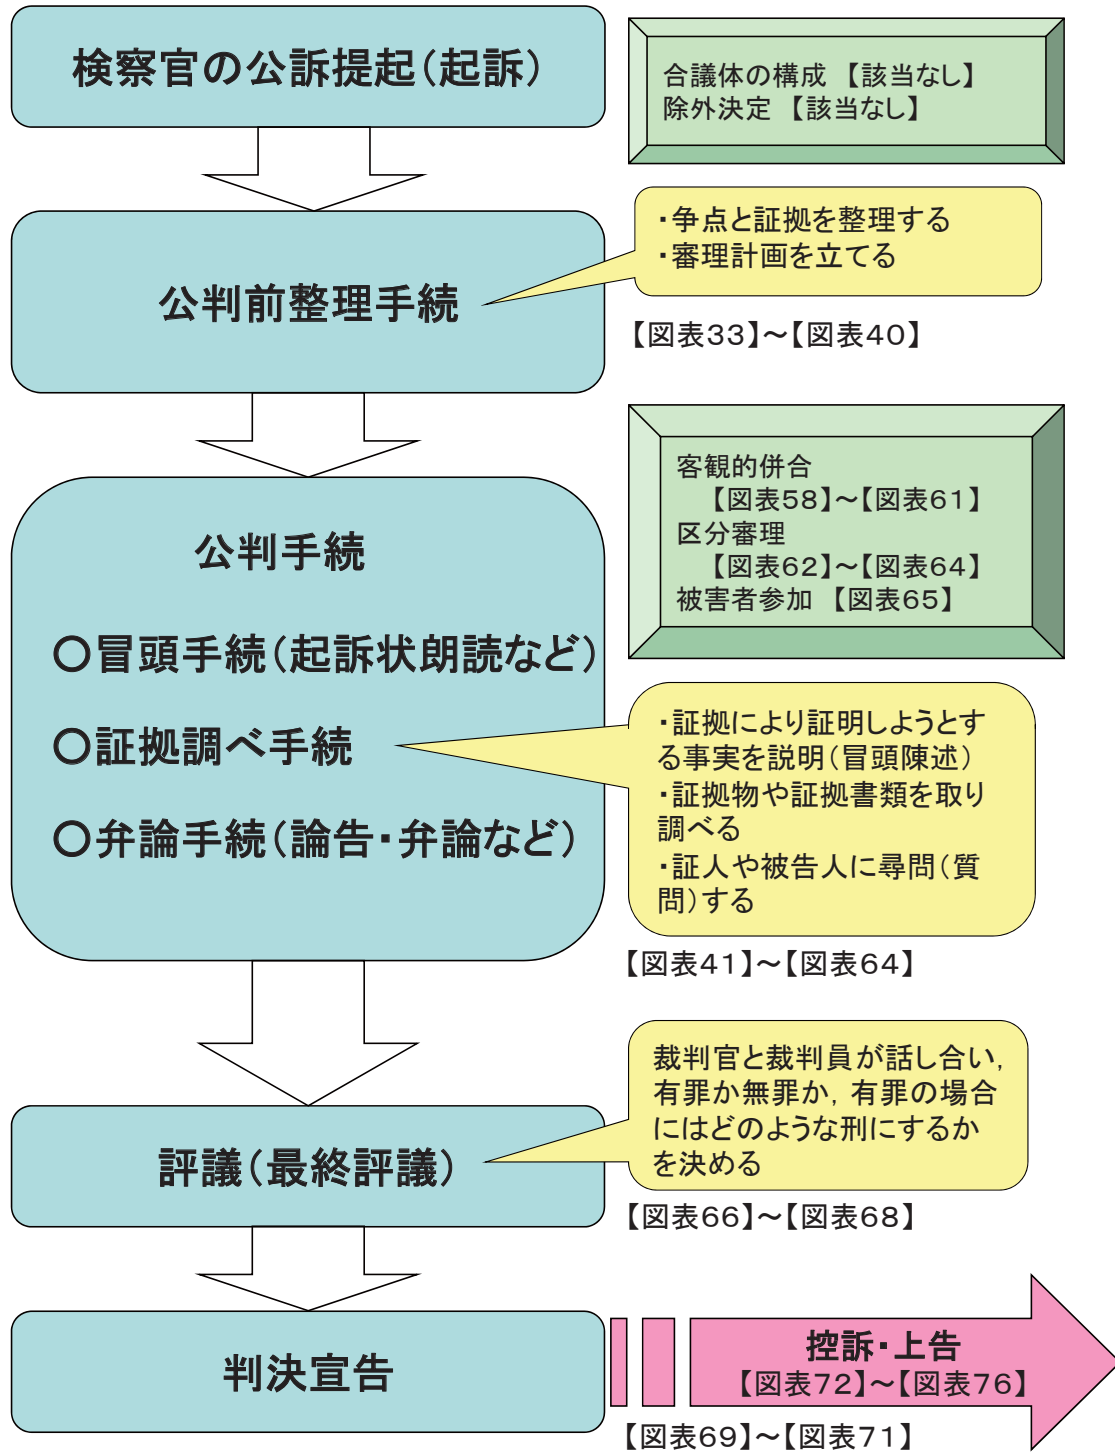 検察官の公訴提起（起訴）
合議体の構成　【該当なし】
除外決定　【該当なし】
公判前整理手続
・争点と証拠を整理する
・審理計画を立てる
【図表33】～【図表40】
客観的併合
【図表58】～【図表61】
区分審理
【図表62】～【図表64】
被害者参加　【図表65】
公判手続
○冒頭手続（起訴状朗読など）
○証拠調べ手続
○弁論手続（論告・弁論など）
・証拠により証明しようとす
る事実を説明（冒頭陳述）
・証拠物や証拠書類を取り
調べる
・証人や被告人に尋問（質
問）する
【図表41】～【図表64】
評議（最終評議）
裁判官と裁判員が話し合い，
有罪か無罪か，有罪の場合
にはどのような刑にするか
を決める
【図表66】～【図表68】
判決宣告
控訴・上告
【図表72】～【図表76】
【図表69】～【図表71】